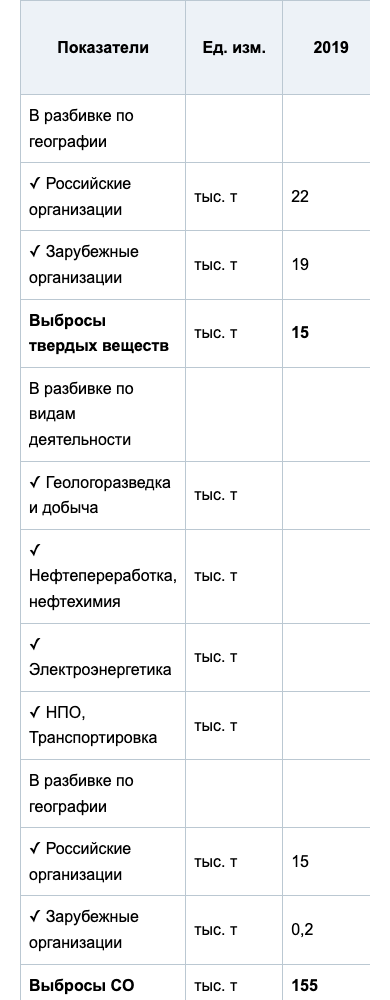 Показатели Ед. изм. 2019
В разбивке по
географии
✓ Российские
организации тыс. т 22
✓ Зарубежные
организации тыс. т 19
Выбросы
твердых веществ тыс. т 15
В разбивке по
видам
деятельности
✓ Геологоразведка
и добыча тыс. т
✓
Нефтепереработка,
нефтехимия тыс. т
✓
Электроэнергетика тыс. т
✓ НПО,
Транспортировка тыс. т
В разбивке по
географии
✓ Российские
организации тыс. т 15
✓ Зарубежные
организации тыс. т 0,2
Выбросы СО тыс. т 155